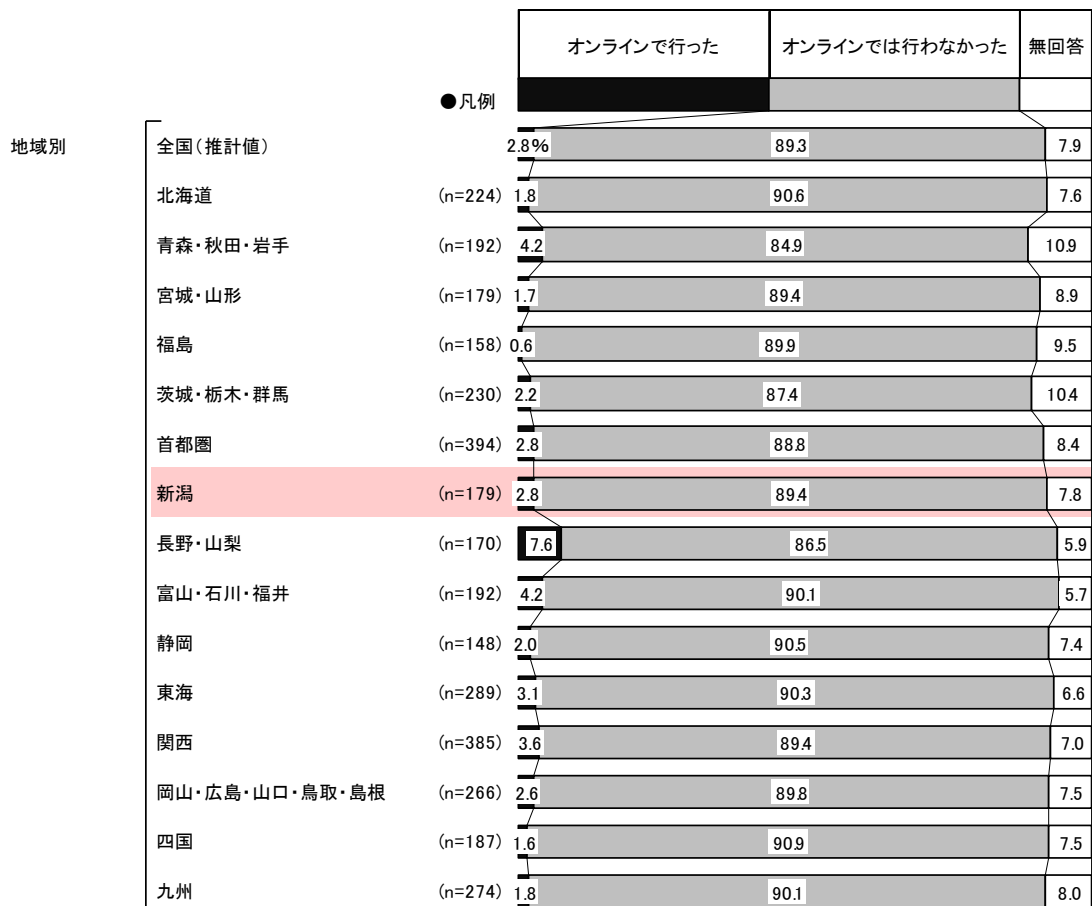 オンラインで行った オンラインでは行わなかった 無回答
●凡例
地域別 全国(推計値) 2.8% 89.3 7.9
北海道 (n=224) 1.8 90.6 7.6
青森・秋田・岩手 (n=192) 4.2 84.9 10.9
宮城・山形 (n=179) 1.7 89.4 8.9
福島 (n=158) 0.6 89.9 9.5
茨城・栃木・群馬 (n=230) 2.2 87.4 10.4
首都圏 (n=394) 2.8 88.8 8.4
新潟 (n=179) 2.8 89.4 7.8
長野・山梨 (n=170) 7.6 86.5 5.9
富山・石川・福井 (n=192) 4.2 90.1 5.7
静岡 (n=148) 2.0 90.5 7.4
東海 (n=289) 3.1 90.3 6.6
関西 (n=385) 3.6 89.4 7.0
岡山・広島・山口・鳥取・島根 (n=266) 2.6 89.8 7.5
四国 (n=187) 1.6 90.9 7.5
九州 (n=274) 1.8 90.1 8.0